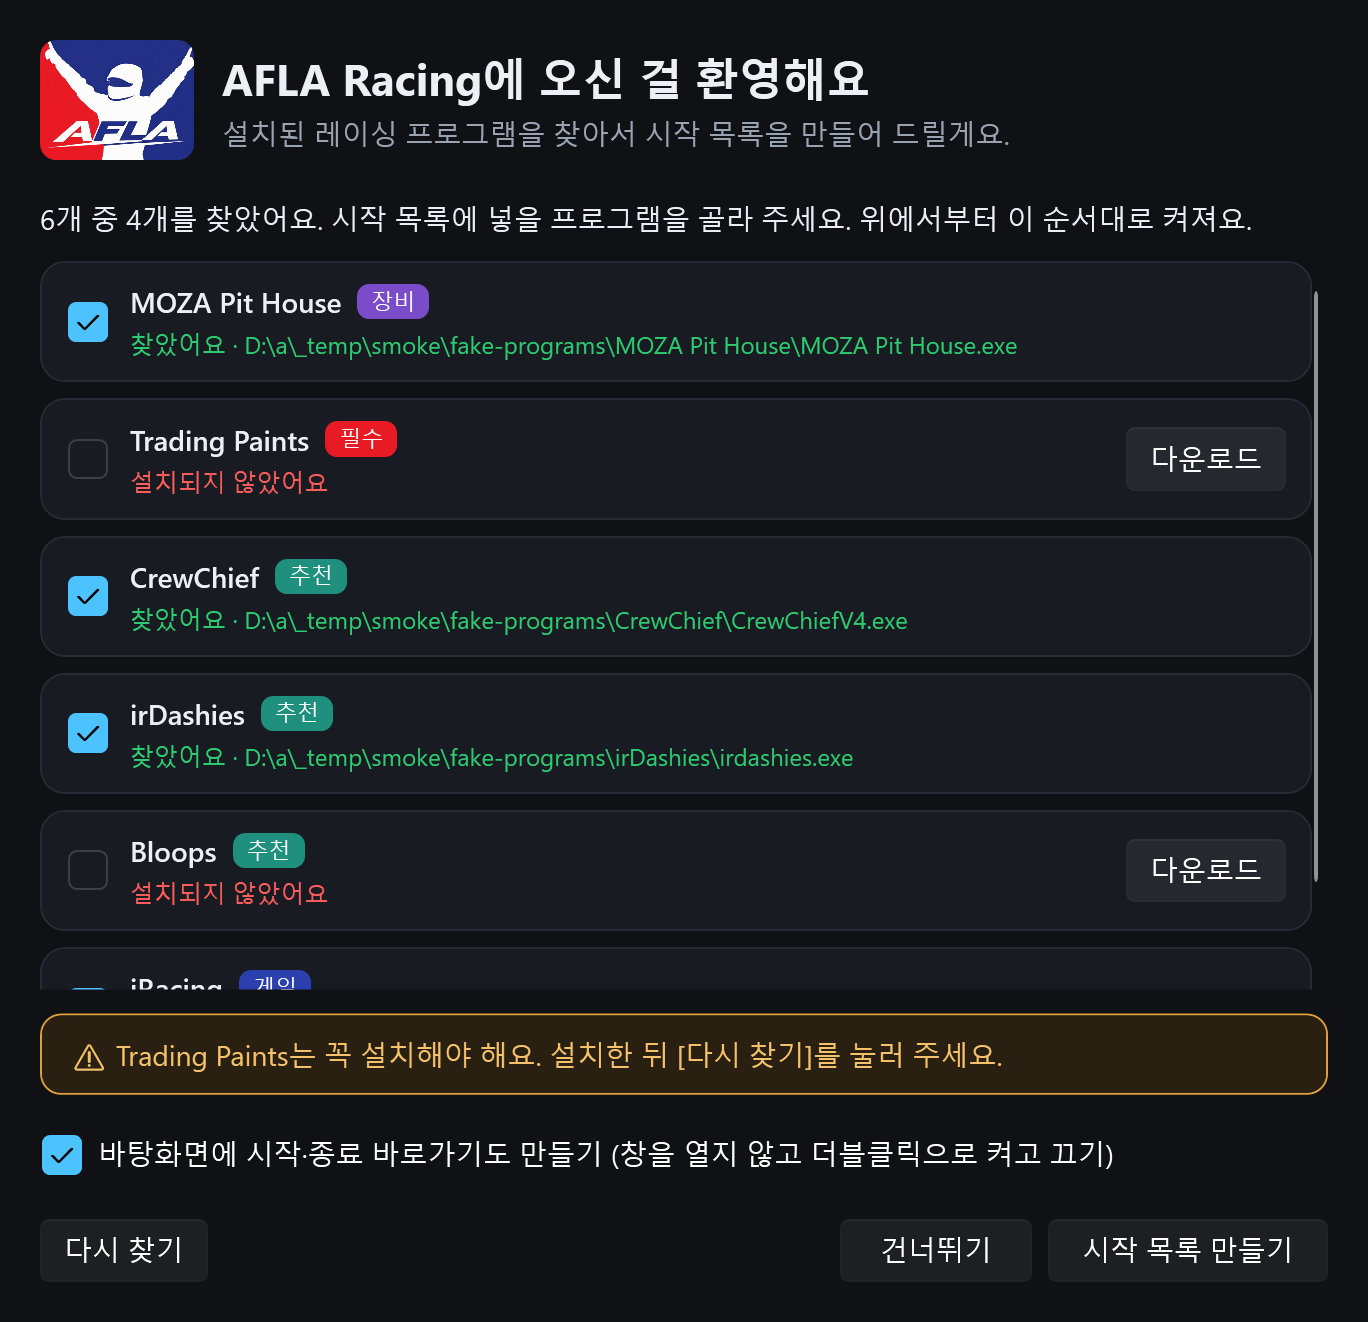 AFLA
AFLA Racing에 오신 걸 환영해요
설치된 레이싱 프로그램을 찾아서 시작 목록을 만들어 드릴게요.
6개 중 4개를 찾았어요. 시작 목록에 넣을 프로그램을 골라 주세요. 위에서부터 이 순서대로 켜져요.
MOZA Pit House 장비
찾았어요 · D:\a\_temp\smoke\fake-programs\MOZA Pit House\MOZA Pit House.exe
Trading Paints 필수
설치되지 않았어요
다운로드
CrewChief 추천
찾았어요 · D:\a\_temp\smoke\fake-programs\CrewChief\CrewChiefV4.exe
irDashies 추천
찾았어요 · D:\a\_temp\smoke\fake-programs\irDashies\irdashies.exe
Bloops 추천
설치되지 않았어요
다운로드
iRacing 게임
⚠ Trading Paints는 꼭 설치해야 해요. 설치한 뒤 [다시 찾기]를 눌러 주세요.
바탕화면에 시작·종료 바로가기도 만들기 (창을 열지 않고 더블클릭으로 켜고 끄기)
다시 찾기 건너뛰기 시작 목록 만들기